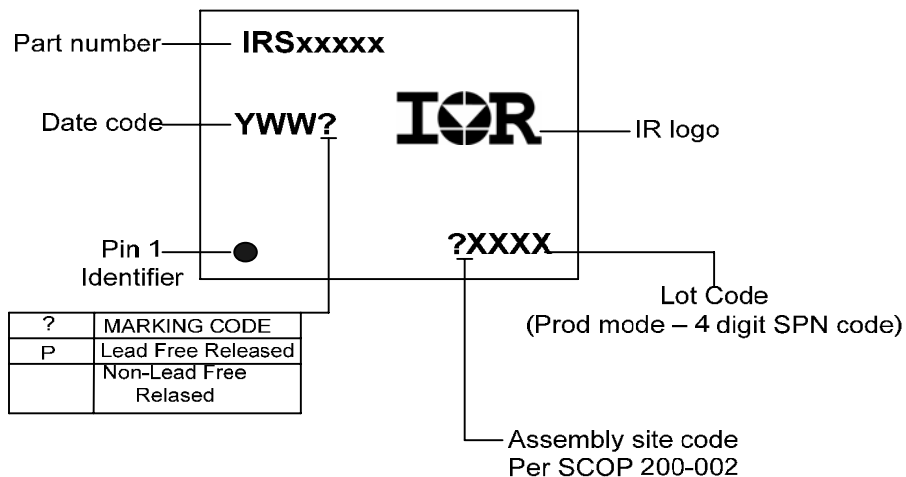 Part number
IRSxxxxx
Date code
YWW?
IOR
IR logo
Pin 1
Identifier
?XXXX
Lot Code
(Prod mode – 4 digit SPN code)
? MARKING CODE
P Lead Free Released
Non-Lead Free
Relased
Assembly site code
Per SCOP 200-002